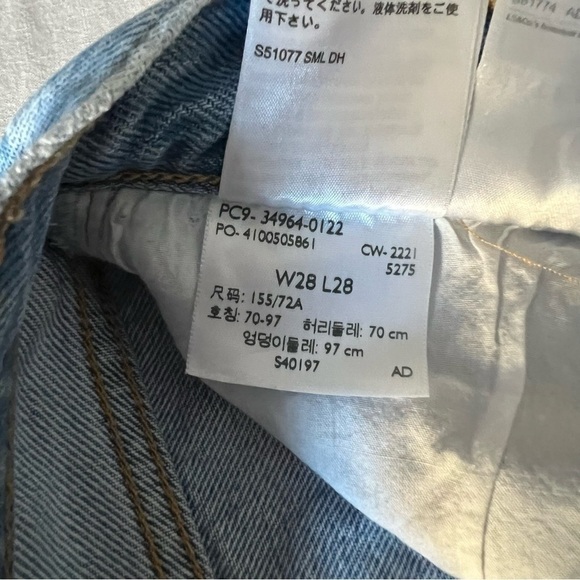 て洗ってください。液体洗剤をご使
用下さい。
S51077 SML DH
PC9- 34964-0122
PO- 4100505861
CW- 2221
5275
W28 L28
尺码: 155/72A
호칭: 70-97 허리둘레: 70 cm
엉덩이둘레: 97 cm
S40197
AD